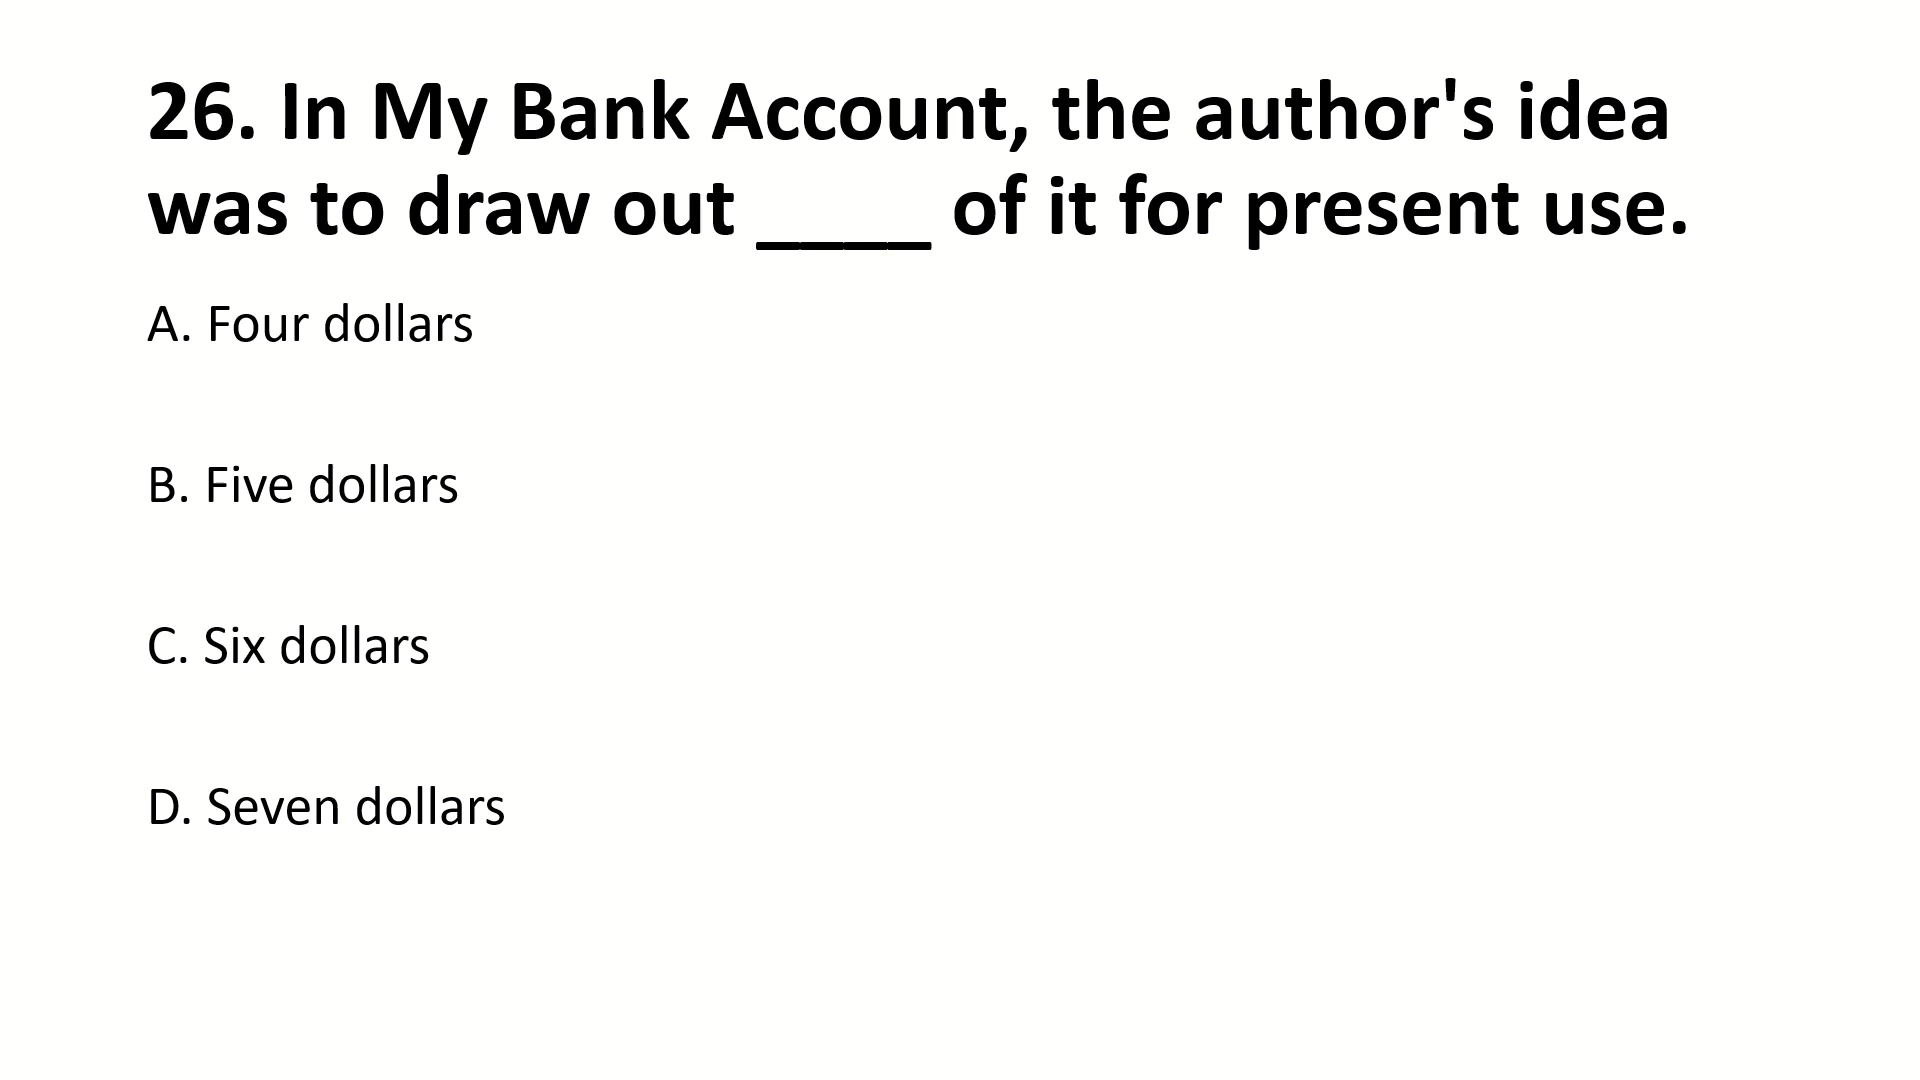 26. In My Bank Account, the author's idea
was to draw out ____ of it for present use.
A. Four dollars
B. Five dollars
C. Six dollars
D. Seven dollars